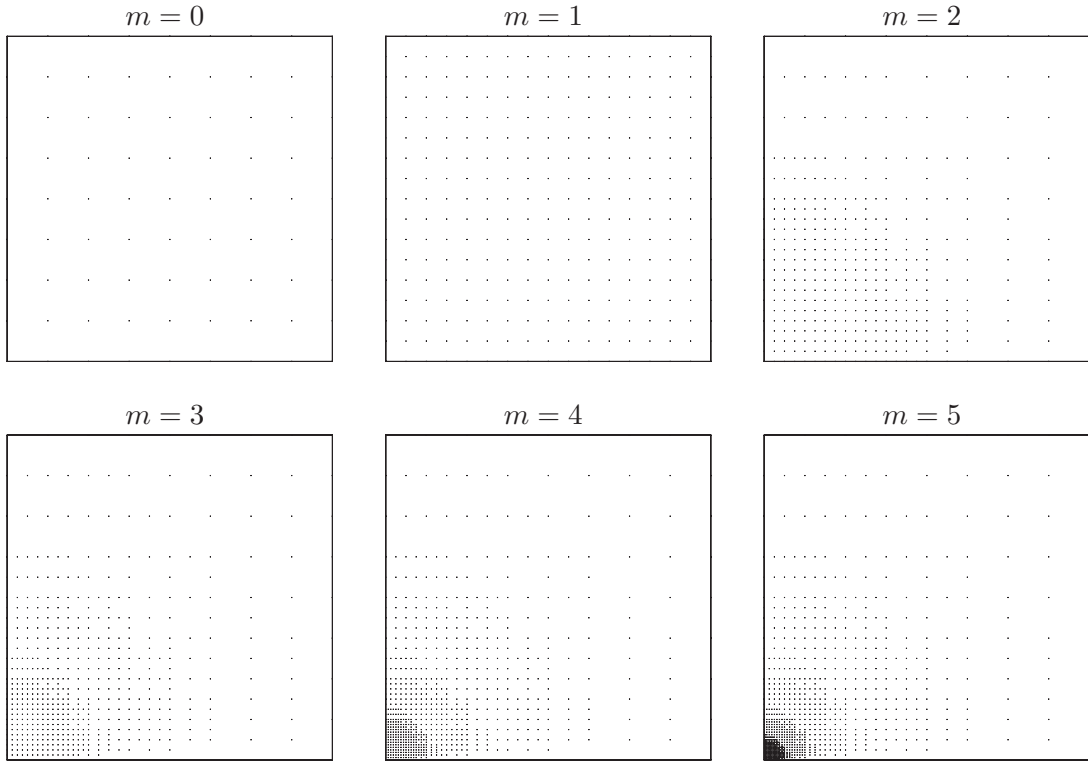 m = 0
m = 1
m = 2
m = 3
m = 4
m = 5